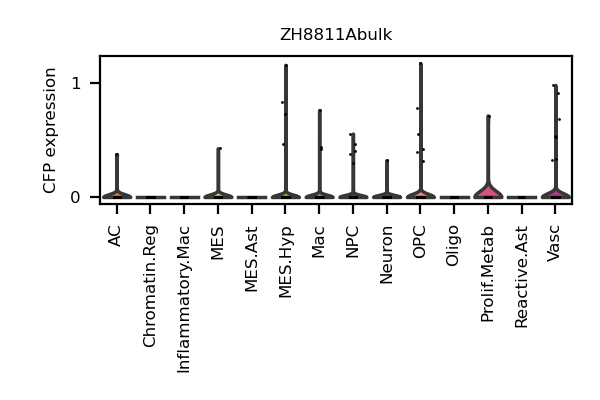 ZH8811Abulk
CFP expression
1
0
AC
Chromatin.Reg
Inflammatory.Mac
MES
MES.Ast
MES.Hyp
Mac
NPC
Neuron
OPC
Oligo
Prolif.Metab
Reactive.Ast
Vasc